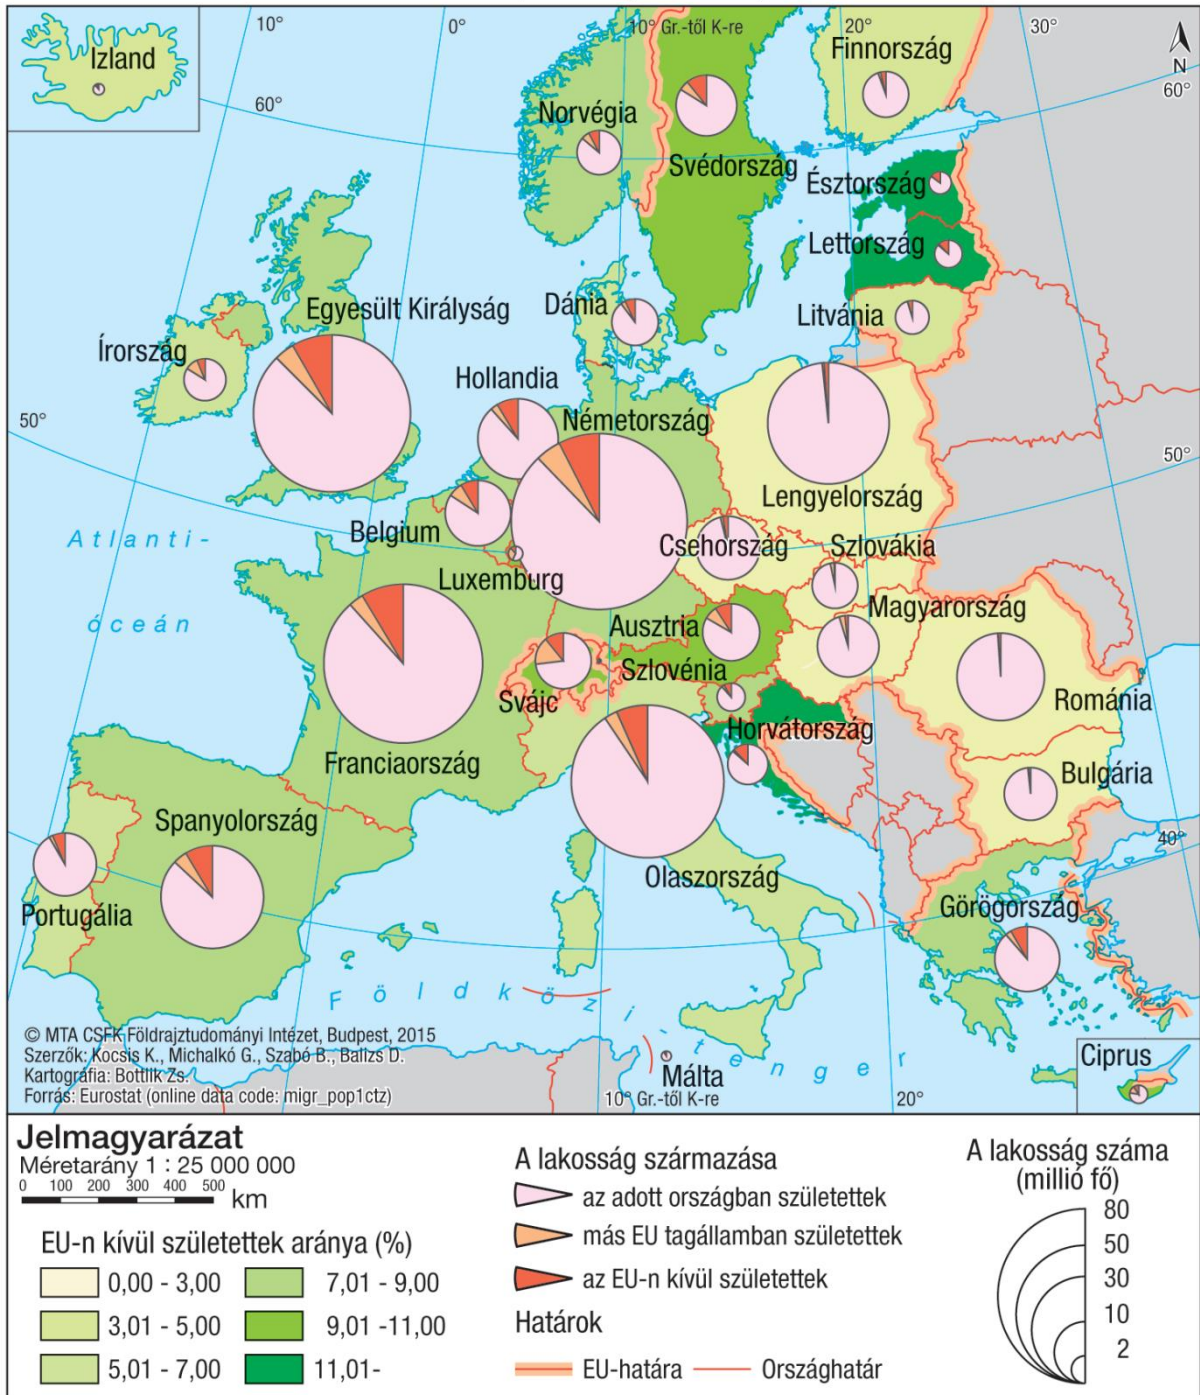 10°
0°
10° Gr.-től K-re
20°
30°
Izland
Finnország
N
60°
60°
Norvégia
Svédország
Észtország
Lettország
Dánia
Litvánia
Egyesült Királyság
Írország
Hollandia
Németország
50°
50°
Lengyelország
Belgium
Csehország
Szlovákia
Atlanti-
óceán
Luxemburg
Magyarország
Ausztria
Szlovénia
Svájc
Románia
Horvátország
Franciaország
Bulgária
Spanyolország
40°
Olaszország
Portugália
Görögország
Földközi-tenger
© MTA CSFK Földrajztudományi Intézet, Budapest, 2015
Szerzők: Kocsis K., Michalkó G., Szabó B., Balizs D.
Kartográfia: Bottlik Zs.
Forrás: Eurostat (online data code: migr_pop1ctz)
Málta
Ciprus
10° Gr.-től K-re
20°
Jelmagyarázat
Méretarány 1 : 25 000 000
0 100 200 300 400 500
km
EU-n kívül születettek aránya (%)
0,00 - 3,00
3,01 - 5,00
5,01 - 7,00
7,01 - 9,00
9,01 -11,00
11,01-
A lakosság származása
az adott országban születettek
más EU tagállamban születettek
az EU-n kívül születettek
Határok
EU-határa
Országhatár
A lakosság száma
(millió fő)
80
50
30
10
2